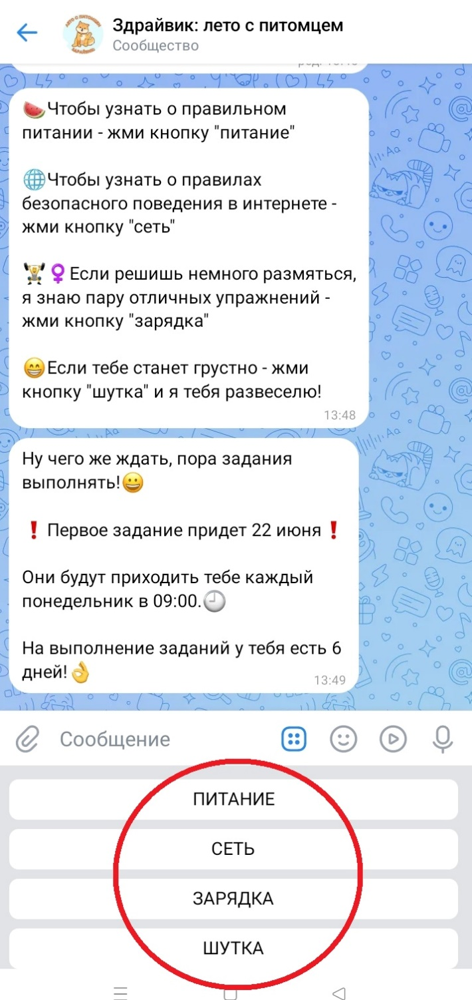 Здрайвик: лето с питомцем
Сообщество
🍉Чтобы узнать о правильном
питании - жми кнопку "питание"
🌐Чтобы узнать о правилах
безопасного поведения в интернете -
жми кнопку "сеть"
🏋♀Если решишь немного размяться,
я знаю пару отличных упражнений -
жми кнопку "зарядка"
😁Если тебе станет грустно - жми
кнопку "шутка" и я тебя развеселю!
13:48
Ну чего же ждать, пора задания
выполнять!😀
❗ Первое задание придет 22 июня ❗
Они будут приходить тебе каждый
понедельник в 09:00.🕘
На выполнение заданий у тебя есть 6
дней!👌
13:49
Сообщение
ПИТАНИЕ
СЕТЬ
ЗАРЯДКА
ШУТКА